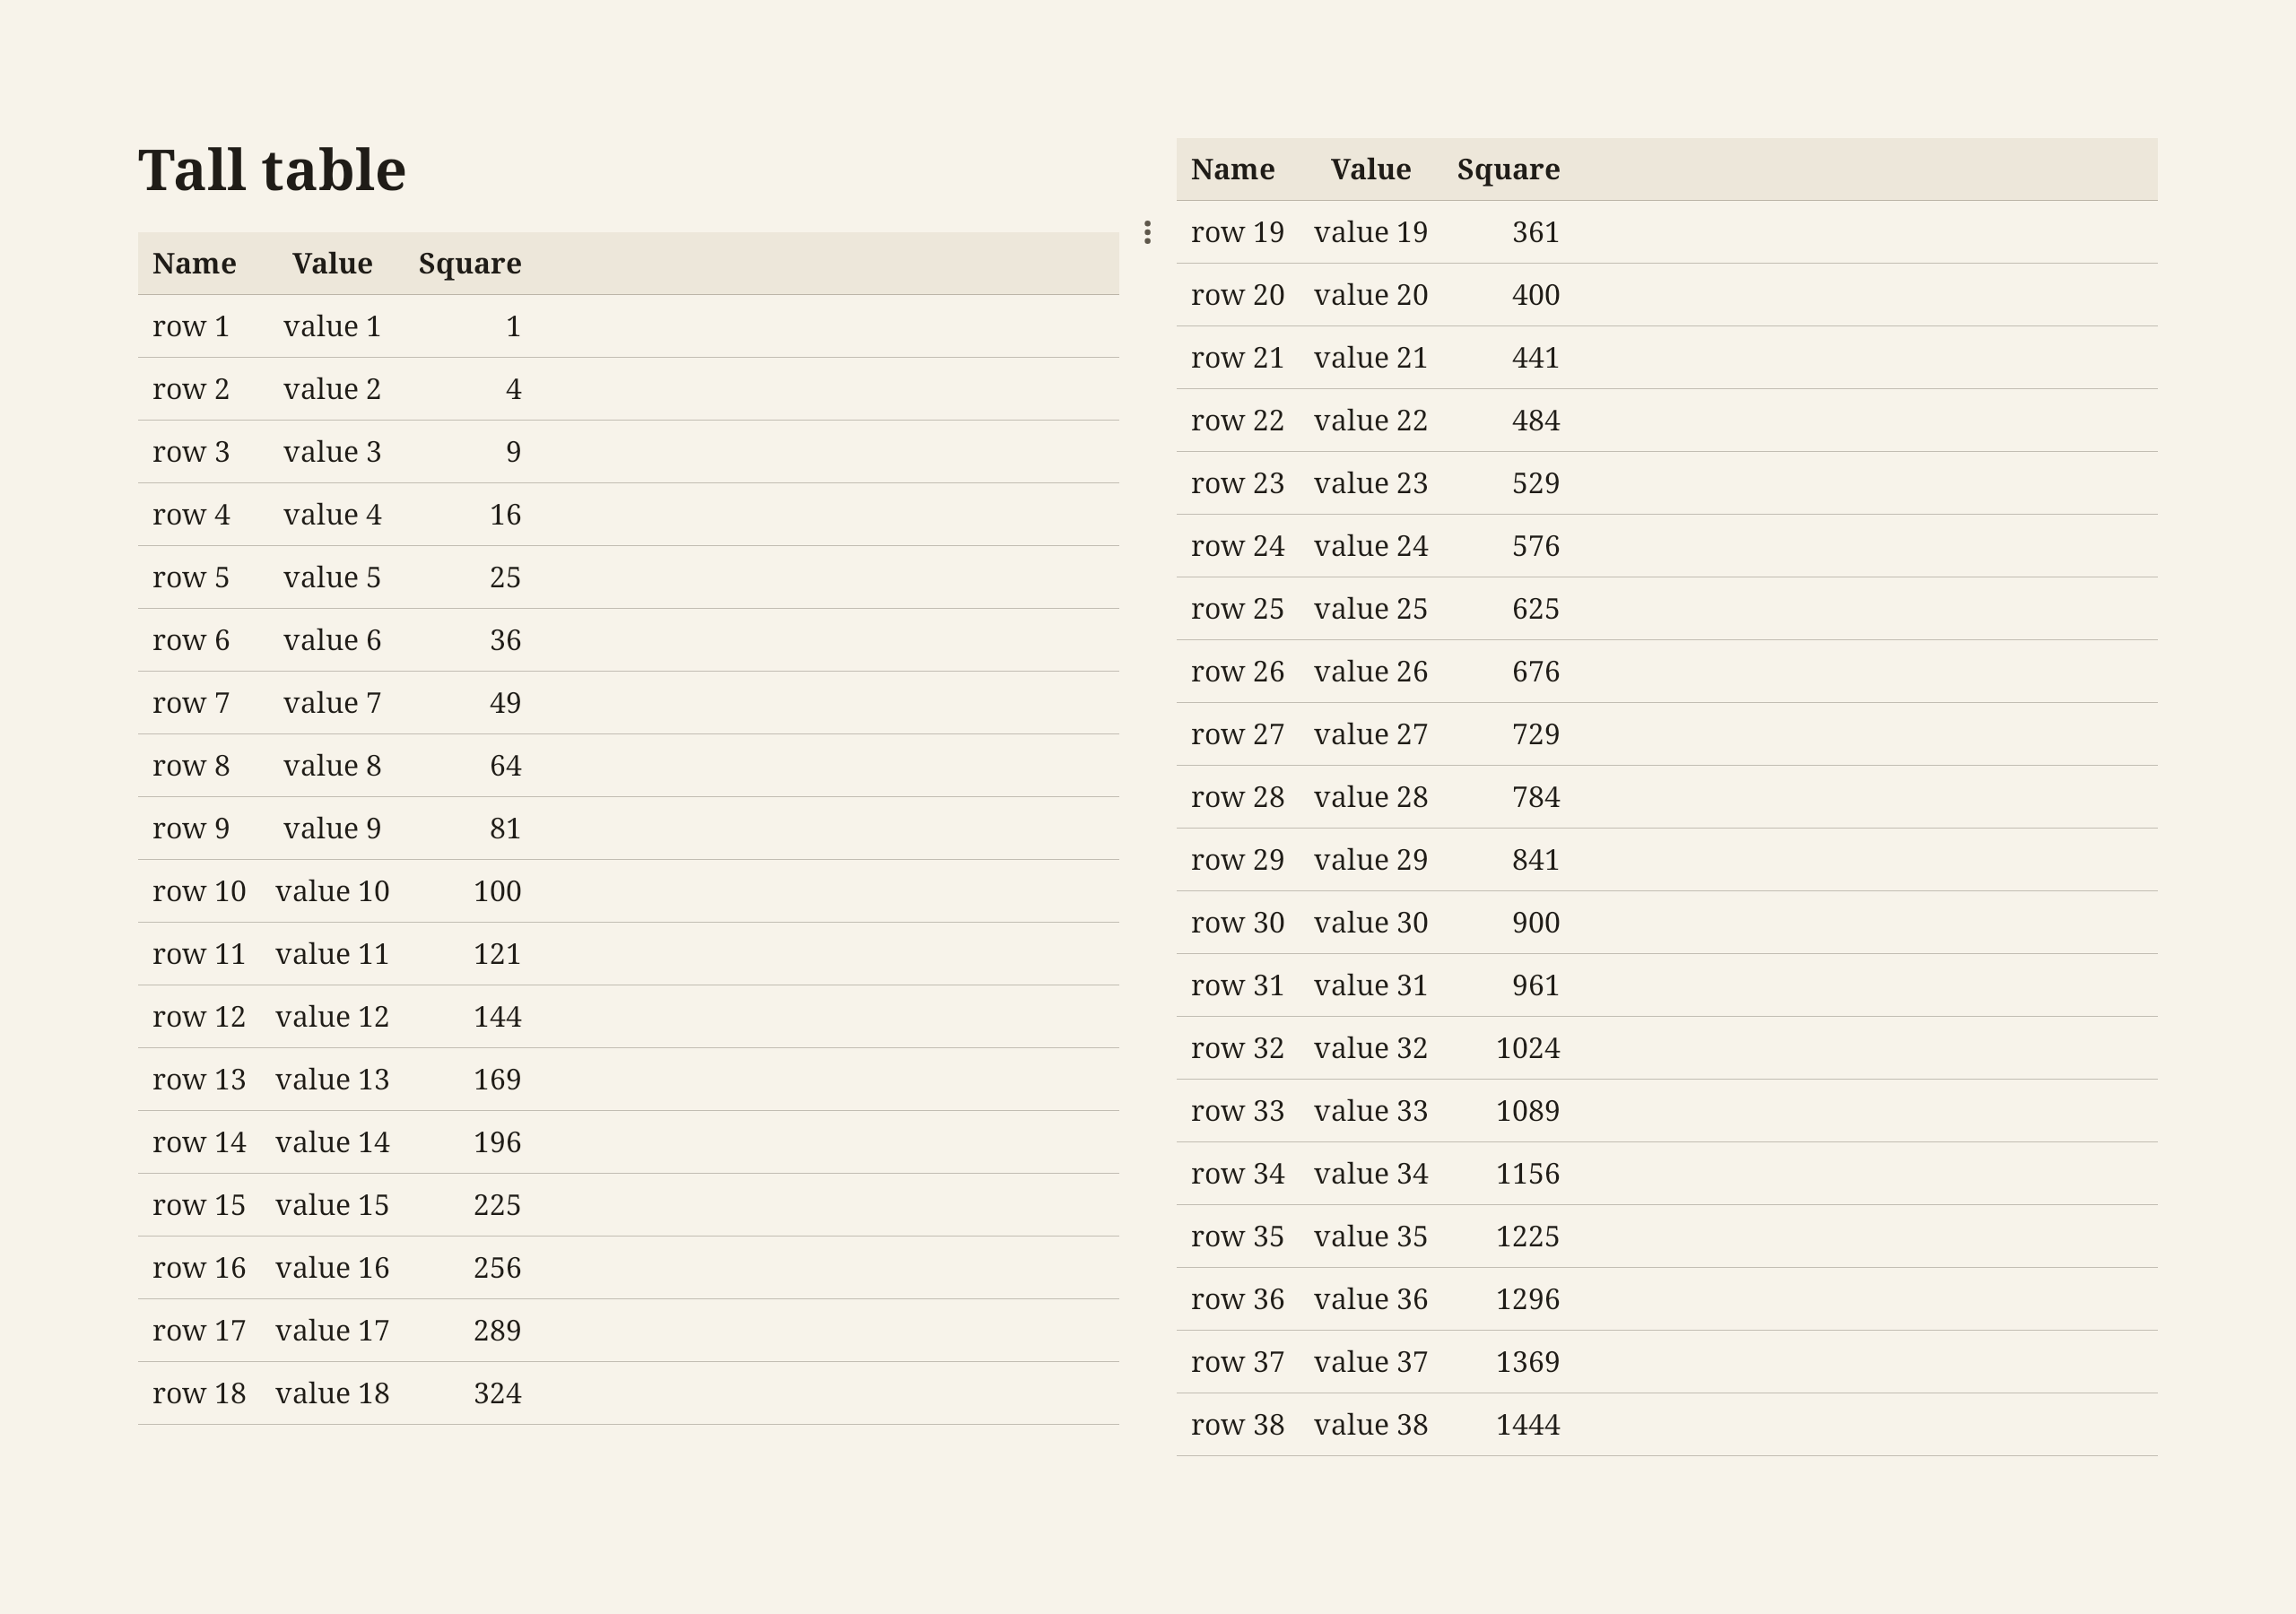 Tall table
Name Value Square
row 1 value 1 1
row 2 value 2 4
row 3 value 3 9
row 4 value 4 16
row 5 value 5 25
row 6 value 6 36
row 7 value 7 49
row 8 value 8 64
row 9 value 9 81
row 10 value 10 100
row 11 value 11 121
row 12 value 12 144
row 13 value 13 169
row 14 value 14 196
row 15 value 15 225
row 16 value 16 256
row 17 value 17 289
row 18 value 18 324
Name Value Square
row 19 value 19 361
row 20 value 20 400
row 21 value 21 441
row 22 value 22 484
row 23 value 23 529
row 24 value 24 576
row 25 value 25 625
row 26 value 26 676
row 27 value 27 729
row 28 value 28 784
row 29 value 29 841
row 30 value 30 900
row 31 value 31 961
row 32 value 32 1024
row 33 value 33 1089
row 34 value 34 1156
row 35 value 35 1225
row 36 value 36 1296
row 37 value 37 1369
row 38 value 38 1444